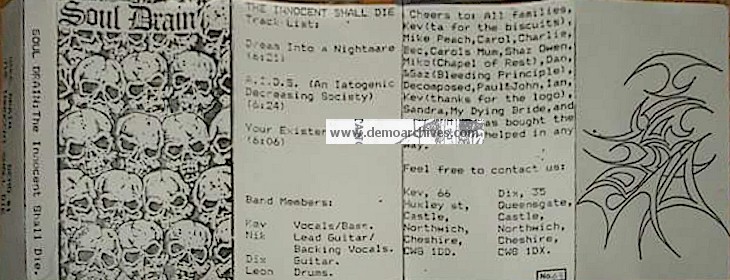 SOUL DRAIN:The Innocent Shall Die.
Soul Drain
THE INNOCENT SHALL DIE
Track List:
Dream Into a Nightmare
(6:21)
A.I.D.S. (An Iatogenic
Decreasing Society)
(6:24)
Your Existen
(6:06)
Band Members:
Kev Vocals/Bass.
Nik Lead Guitar/
Backing Vocals.
Dix Guitar.
Leon Drums.
www.demoarchives.com
Cheers to: All families,
Kev(ta for the biscuits),
Mike Peach, Carol, Charlie,
Bec, Carols Mum, Shaz Owen,
Mike(Chapel of Rest), Dan,
&Gaz(Bleeding Principle),
Decomposed, Paul&John, Ian,
Kev(thanks for the logo),
Sandra, My Dying Bride, and
has bought the
helped in any
way.
Feel free to contact us:
Kev, 66
Huxley st,
Castle,
Northwich,
Cheshire,
CW8 1DD.
Dix, 35
Queensgate,
Castle,
Northwich,
Cheshire,
CW8 1DX.